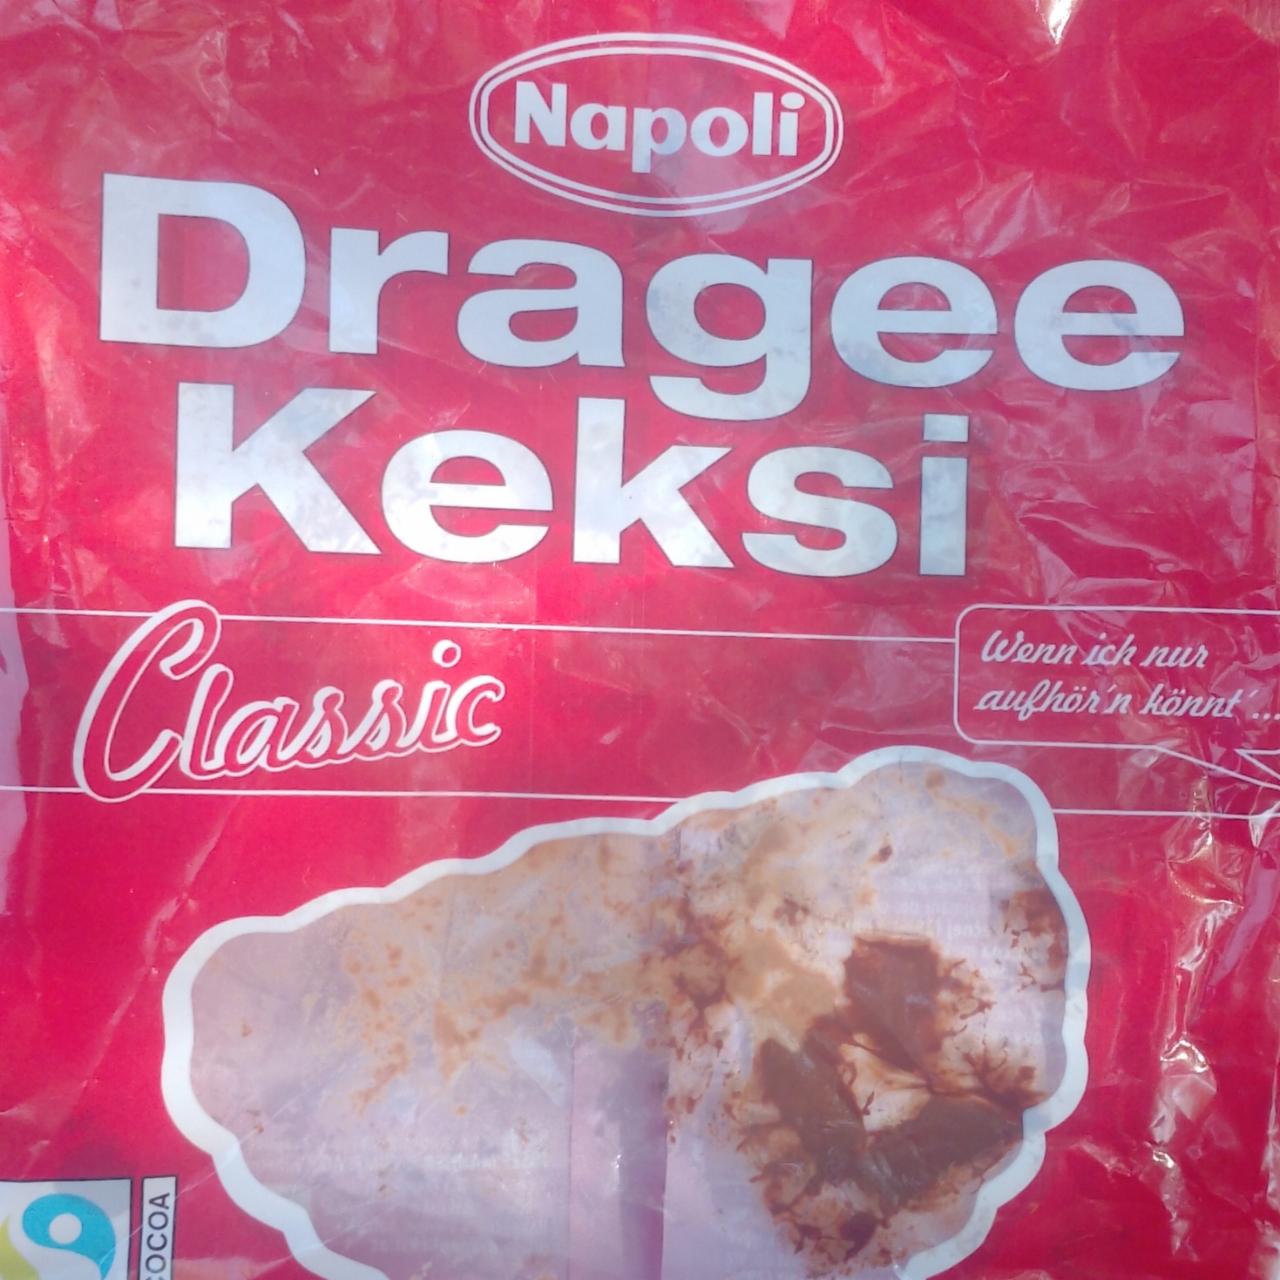 Napoli
Dragee
Keksi
Classic
Wenn ich nur
aufhör'n könnt'...
COCOA